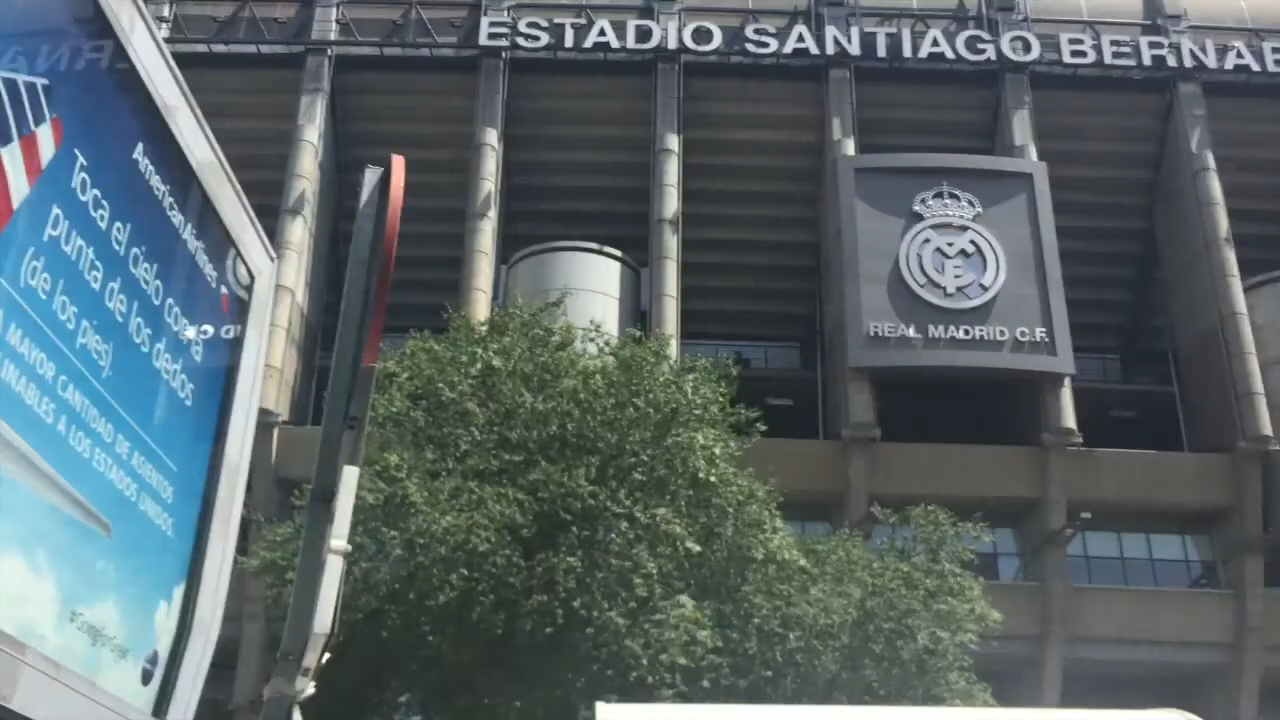 ESTADIO SANTIAGO BERNAB
REAL MADRID C.F.
American Airlines
Toca el cielo con la
punta de los dedos
(de los pies).
MAYOR CANTIDAD DE ASIENTOS
A LOS ESTADOS UNIDOS.